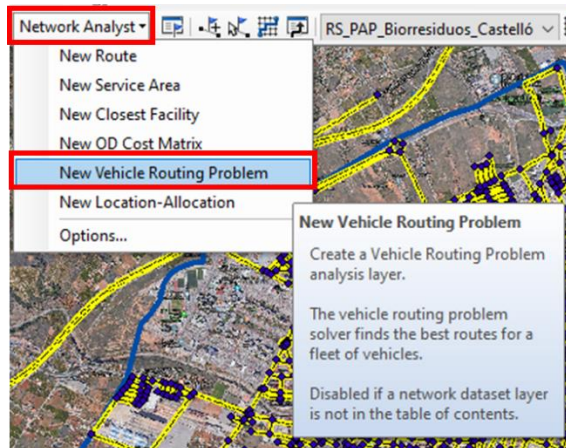 Network Analyst
RS_PAP_Biorresiduos_Castelló
New Route
New Service Area
New Closest Facility
New OD Cost Matrix
New Vehicle Routing Problem
New Location-Allocation
Options...
New Vehicle Routing Problem
Create a Vehicle Routing Problem
analysis layer.
The vehicle routing problem
solver finds the best routes for a
fleet of vehicles.
Disabled if a network dataset layer
is not in the table of contents.